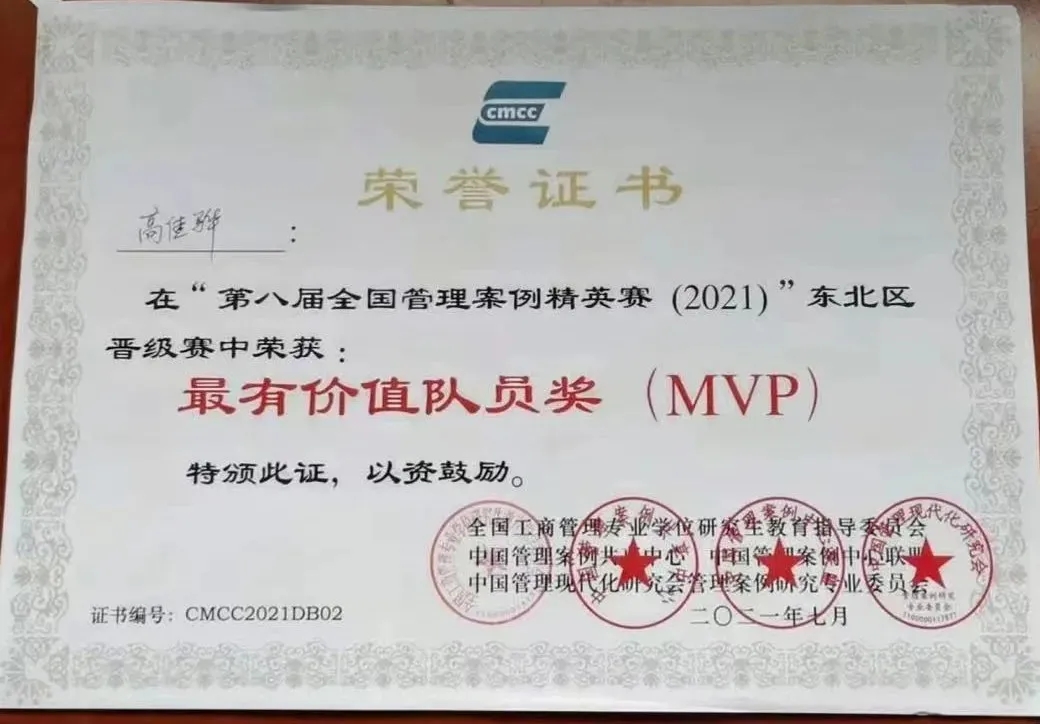 cmcc
荣誉证书
高佳骅：
在“第八届全国管理案例精英赛 (2021)”东北区
晋级赛中荣获：
最有价值队员奖（MVP）
特颁此证，以资鼓励。
全国工商管理专业学位研究生教育指导委员会
中国管理案例共享中心 中国管理案例中心联盟
中国管理现代化研究会管理案例研究专业委员会
证书编号：CMCC2021DB02
二〇二一年七月